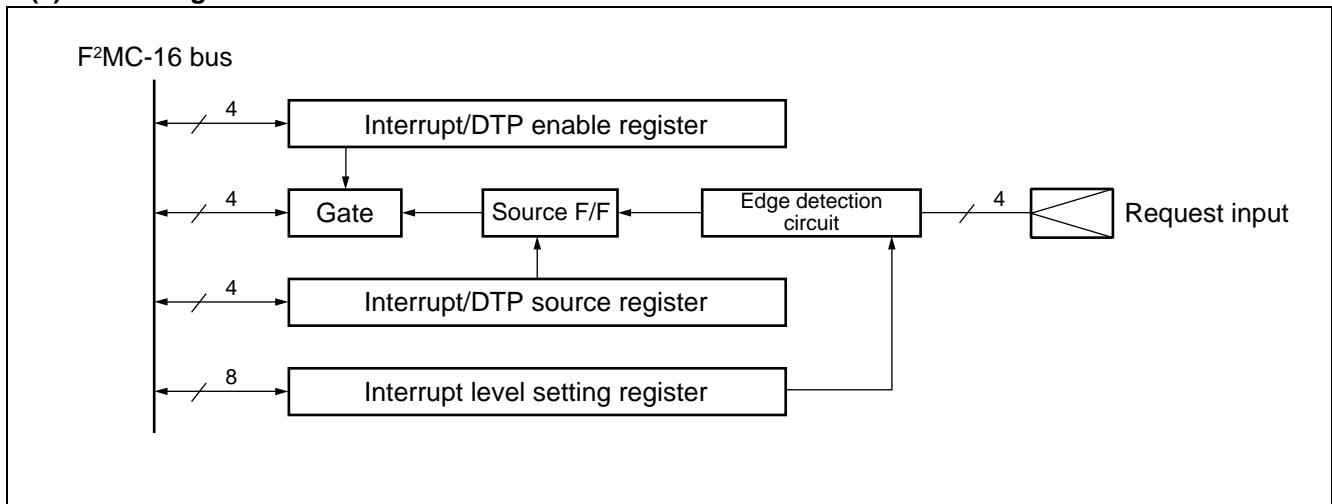 F²MC-16 bus
4
Interrupt/DTP enable register
4
Gate
Source F/F
Edge detection
circuit
4
Request input
4
Interrupt/DTP source register
8
Interrupt level setting register